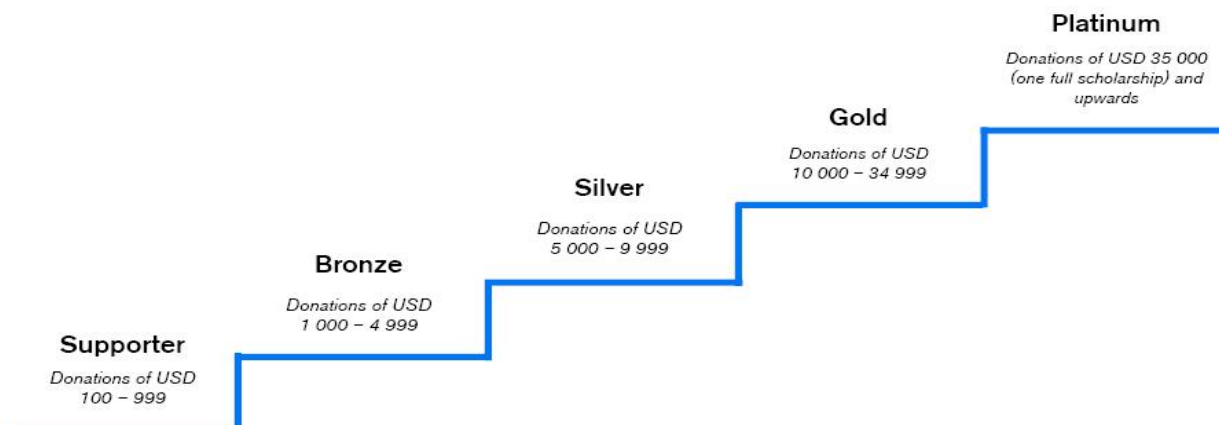 Platinum
Donations of USD 35 000
(one full scholarship) and
upwards
Gold
Donations of USD
10 000 – 34 999
Silver
Donations of USD
5 000 – 9 999
Bronze
Donations of USD
1 000 – 4 999
Supporter
Donations of USD
100 – 999